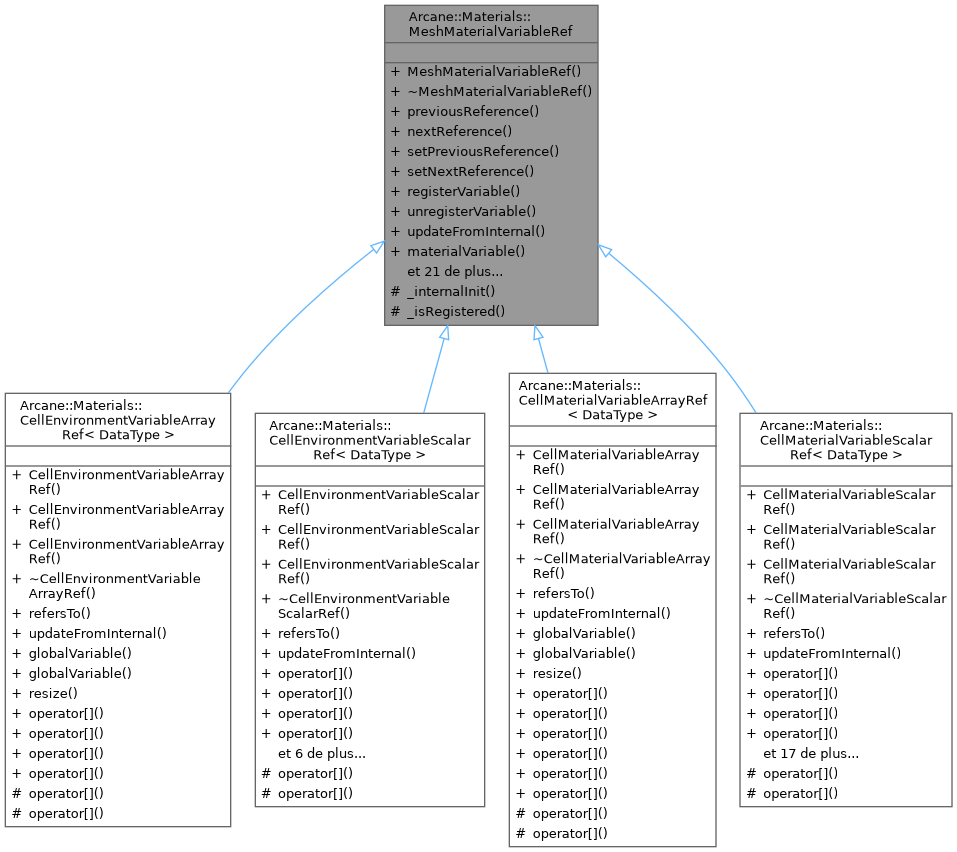 Arcane::Materials::
MeshMaterialVariableRef
+ MeshMaterialVariableRef()
+ ~MeshMaterialVariableRef()
+ previousReference()
+ nextReference()
+ setPreviousReference()
+ setNextReference()
+ registerVariable()
+ unregisterVariable()
+ updateFromInternal()
+ materialVariable()
et 21 de plus...
# _internalInit()
# _isRegistered()
Arcane::Materials::
CellEnvironmentVariableArray
Ref< DataType >
+ CellEnvironmentVariableArray
Ref()
+ CellEnvironmentVariableArray
Ref()
+ CellEnvironmentVariableArray
Ref()
+ ~CellEnvironmentVariable
ArrayRef()
+ refersTo()
+ updateFromInternal()
+ globalVariable()
+ globalVariable()
+ resize()
+ operator[]()
+ operator[]()
+ operator[]()
+ operator[]()
# operator[]()
# operator[]()
Arcane::Materials::
CellEnvironmentVariableScalar
Ref< DataType >
+ CellEnvironmentVariableScalar
Ref()
+ CellEnvironmentVariableScalar
Ref()
+ CellEnvironmentVariableScalar
Ref()
+ ~CellEnvironmentVariable
ScalarRef()
+ refersTo()
+ updateFromInternal()
+ operator[]()
+ operator[]()
+ operator[]()
+ operator[]()
et 6 de plus...
# operator[]()
# operator[]()
Arcane::Materials::
CellMaterialVariableArrayRef
< DataType >
+ CellMaterialVariableArray
Ref()
+ CellMaterialVariableArray
Ref()
+ CellMaterialVariableArray
Ref()
+ ~CellMaterialVariableArray
Ref()
+ refersTo()
+ updateFromInternal()
+ globalVariable()
+ globalVariable()
+ resize()
+ operator[]()
+ operator[]()
+ operator[]()
+ operator[]()
+ operator[]()
+ operator[]()
# operator[]()
# operator[]()
Arcane::Materials::
CellMaterialVariableScalar
Ref< DataType >
+ CellMaterialVariableScalar
Ref()
+ CellMaterialVariableScalar
Ref()
+ CellMaterialVariableScalar
Ref()
+ ~CellMaterialVariableScalar
Ref()
+ refersTo()
+ updateFromInternal()
+ operator[]()
+ operator[]()
+ operator[]()
+ operator[]()
et 17 de plus...
# operator[]()
# operator[]()